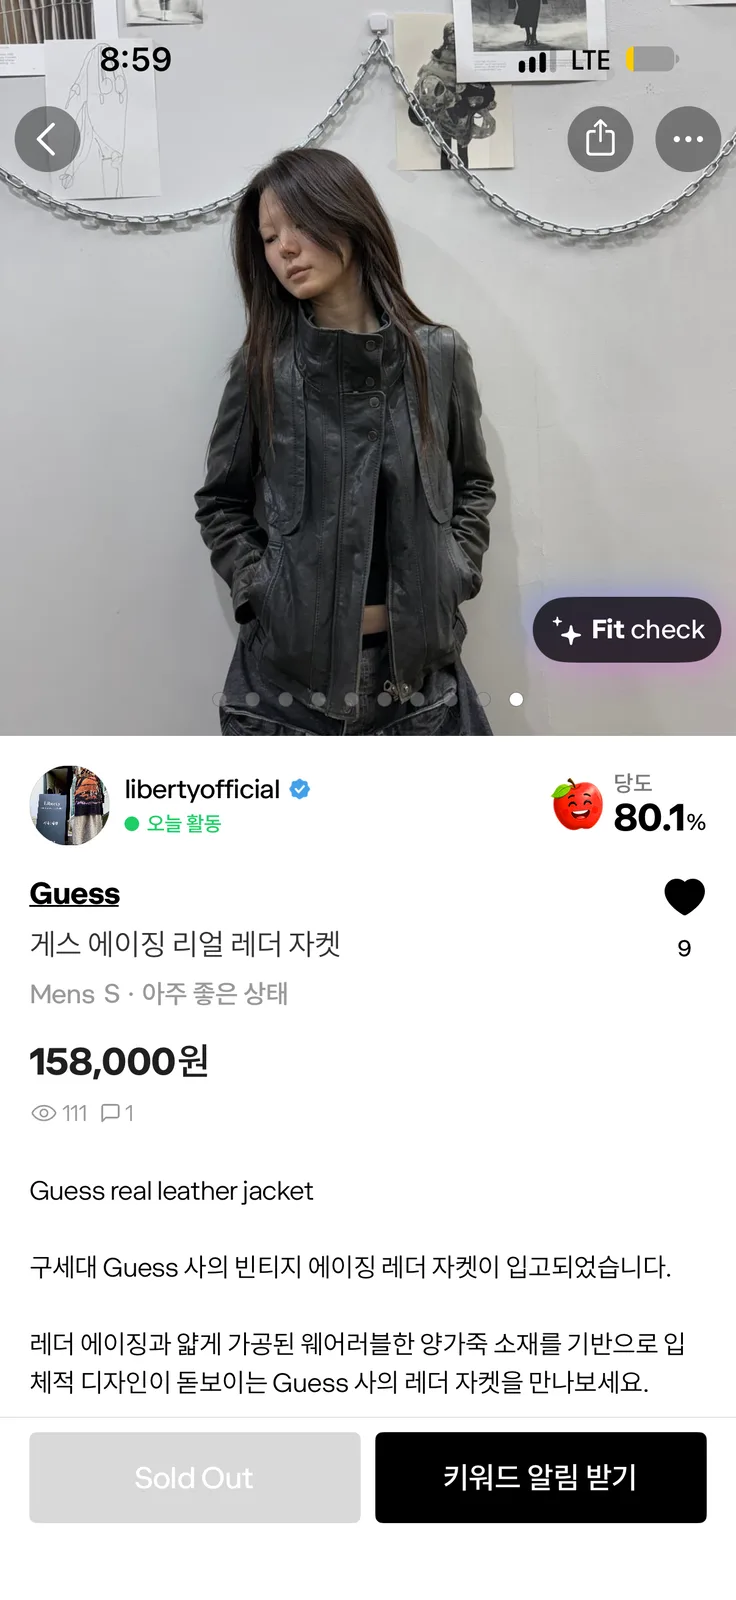 8:59
LTE
Fit check
libertyofficial
오늘 활동
당도
80.1%
Guess
게스 에이징 리얼 레더 자켓
9
Mens S · 아주 좋은 상태
158,000원
111 1
Guess real leather jacket
구세대 Guess 사의 빈티지 에이징 레더 자켓이 입고되었습니다.
레더 에이징과 얇게 가공된 웨어러블한 양가죽 소재를 기반으로 입
체적 디자인이 돋보이는 Guess 사의 레더 자켓을 만나보세요.
Sold Out
키워드 알림 받기